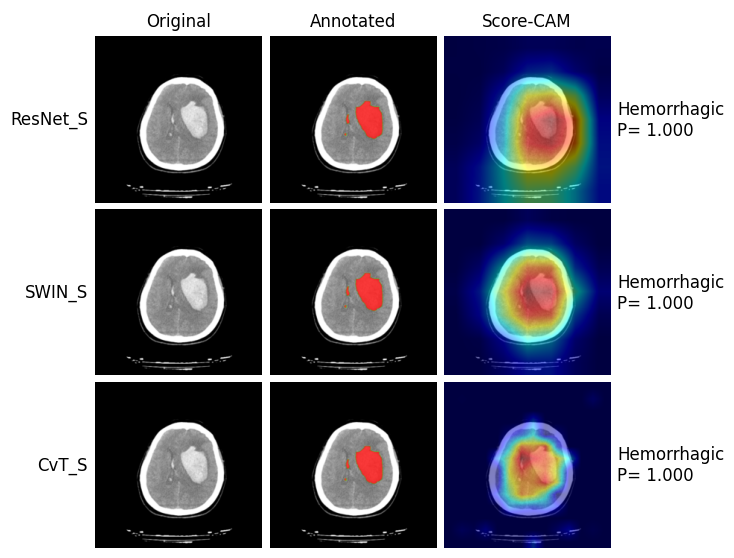 Original Annotated Score-CAM
ResNet_S
Hemorrhagic
P= 1.000
SWIN_S
Hemorrhagic
P= 1.000
CvT_S
Hemorrhagic
P= 1.000